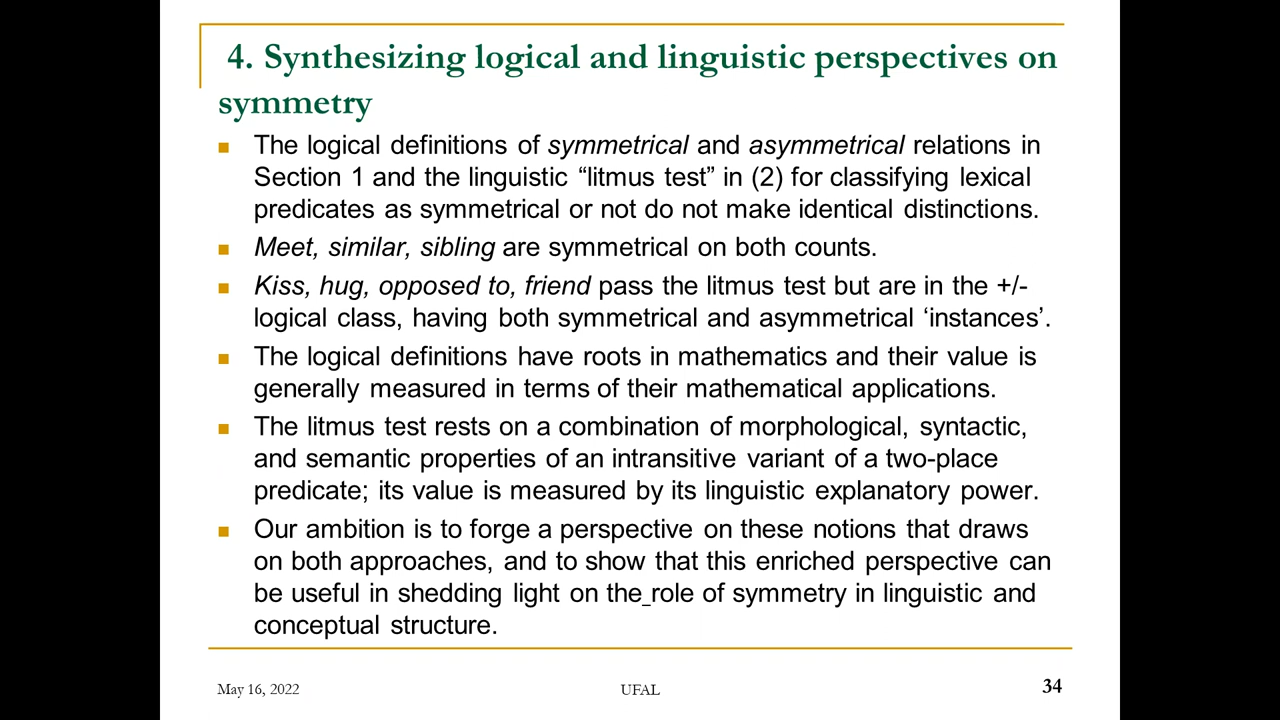 4. Synthesizing logical and linguistic perspectives on
symmetry
The logical definitions of symmetrical and asymmetrical relations in
Section 1 and the linguistic “litmus test” in (2) for classifying lexical
predicates as symmetrical or not do not make identical distinctions.
Meet, similar, sibling are symmetrical on both counts.
Kiss, hug, opposed to, friend pass the litmus test but are in the +/-
logical class, having both symmetrical and asymmetrical ‘instances’.
The logical definitions have roots in mathematics and their value is
generally measured in terms of their mathematical applications.
The litmus test rests on a combination of morphological, syntactic,
and semantic properties of an intransitive variant of a two-place
predicate; its value is measured by its linguistic explanatory power.
Our ambition is to forge a perspective on these notions that draws
on both approaches, and to show that this enriched perspective can
be useful in shedding light on the role of symmetry in linguistic and
conceptual structure.
May 16, 2022
UFAL
34